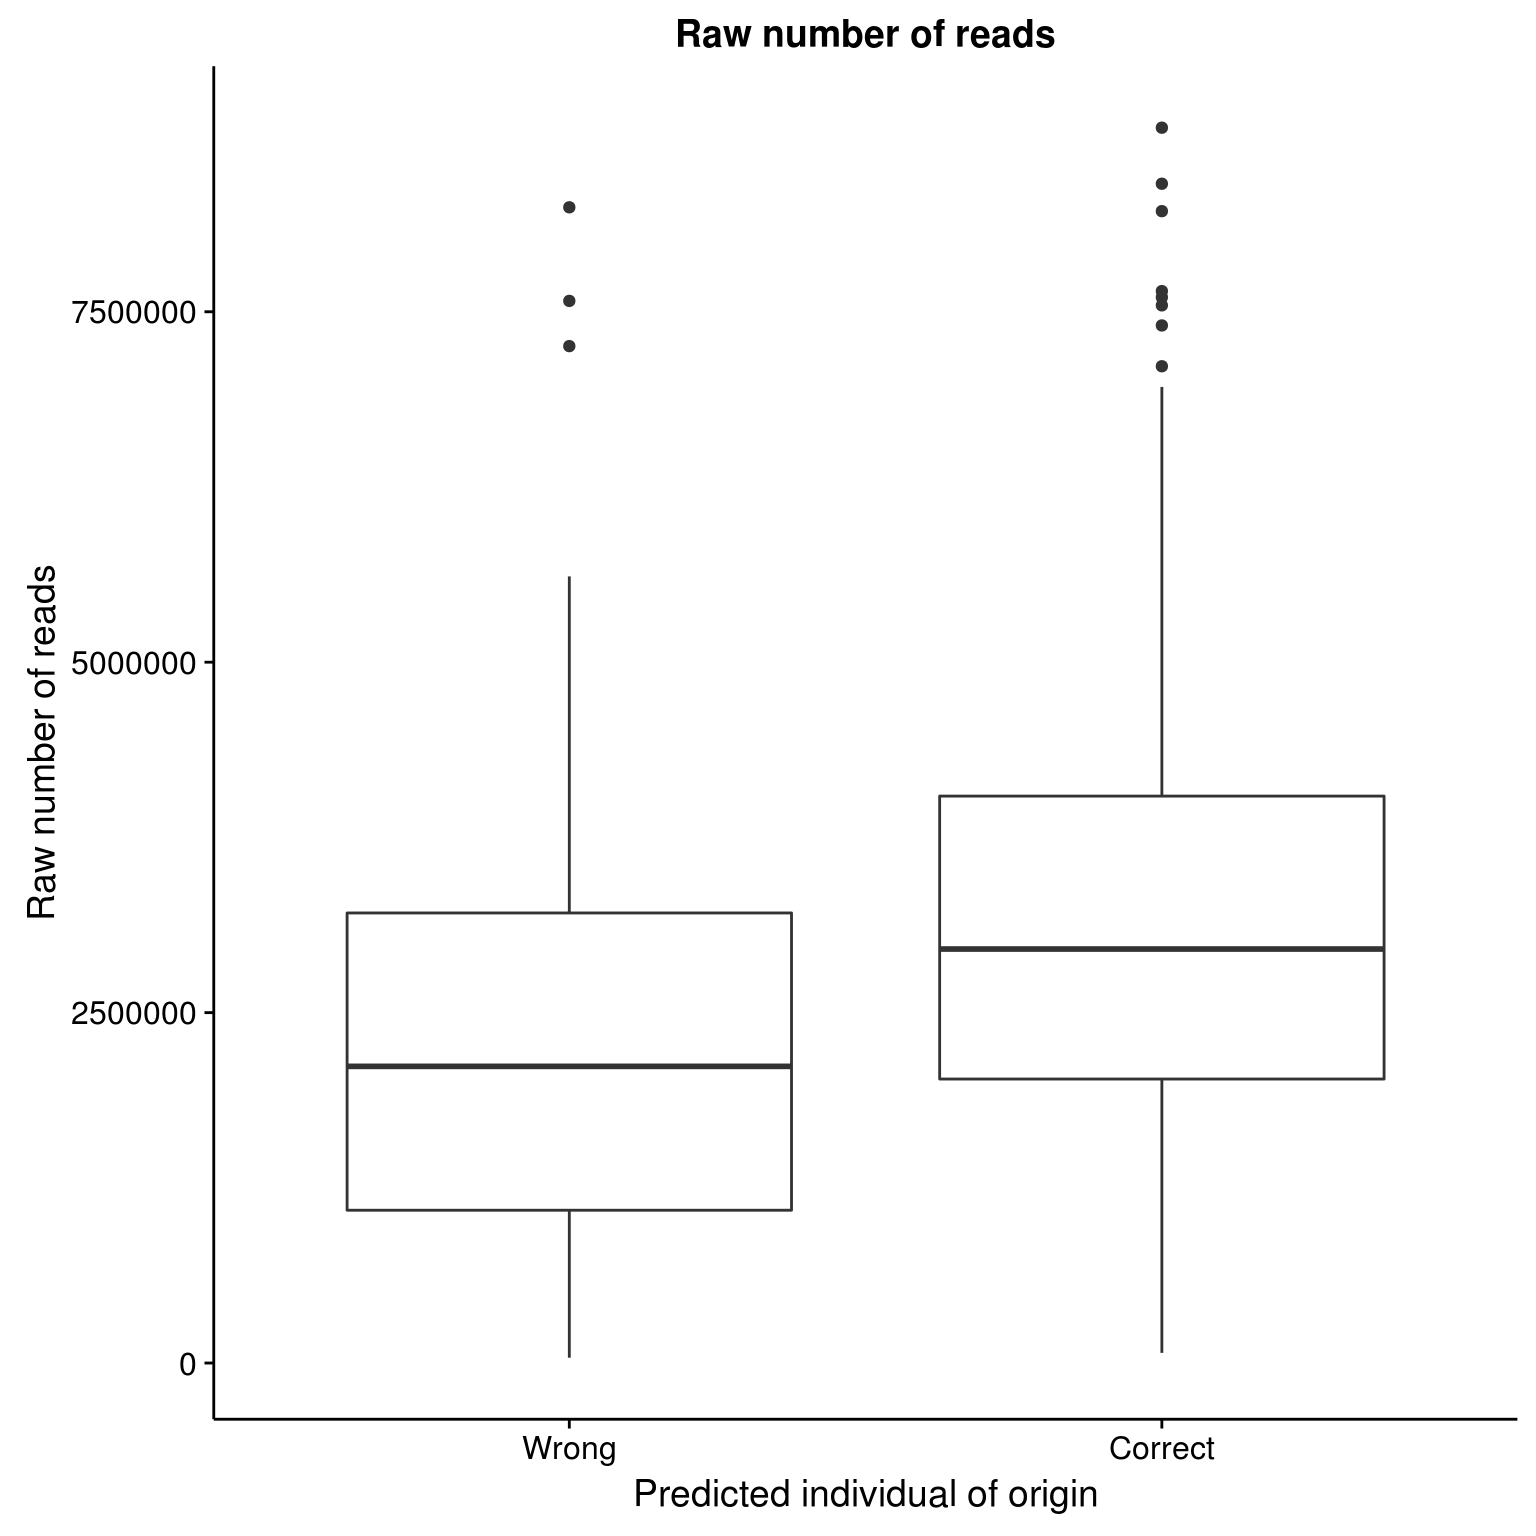 Raw number of reads
Raw number of reads
7500000
5000000
2500000
0
Wrong
Correct
Predicted individual of origin